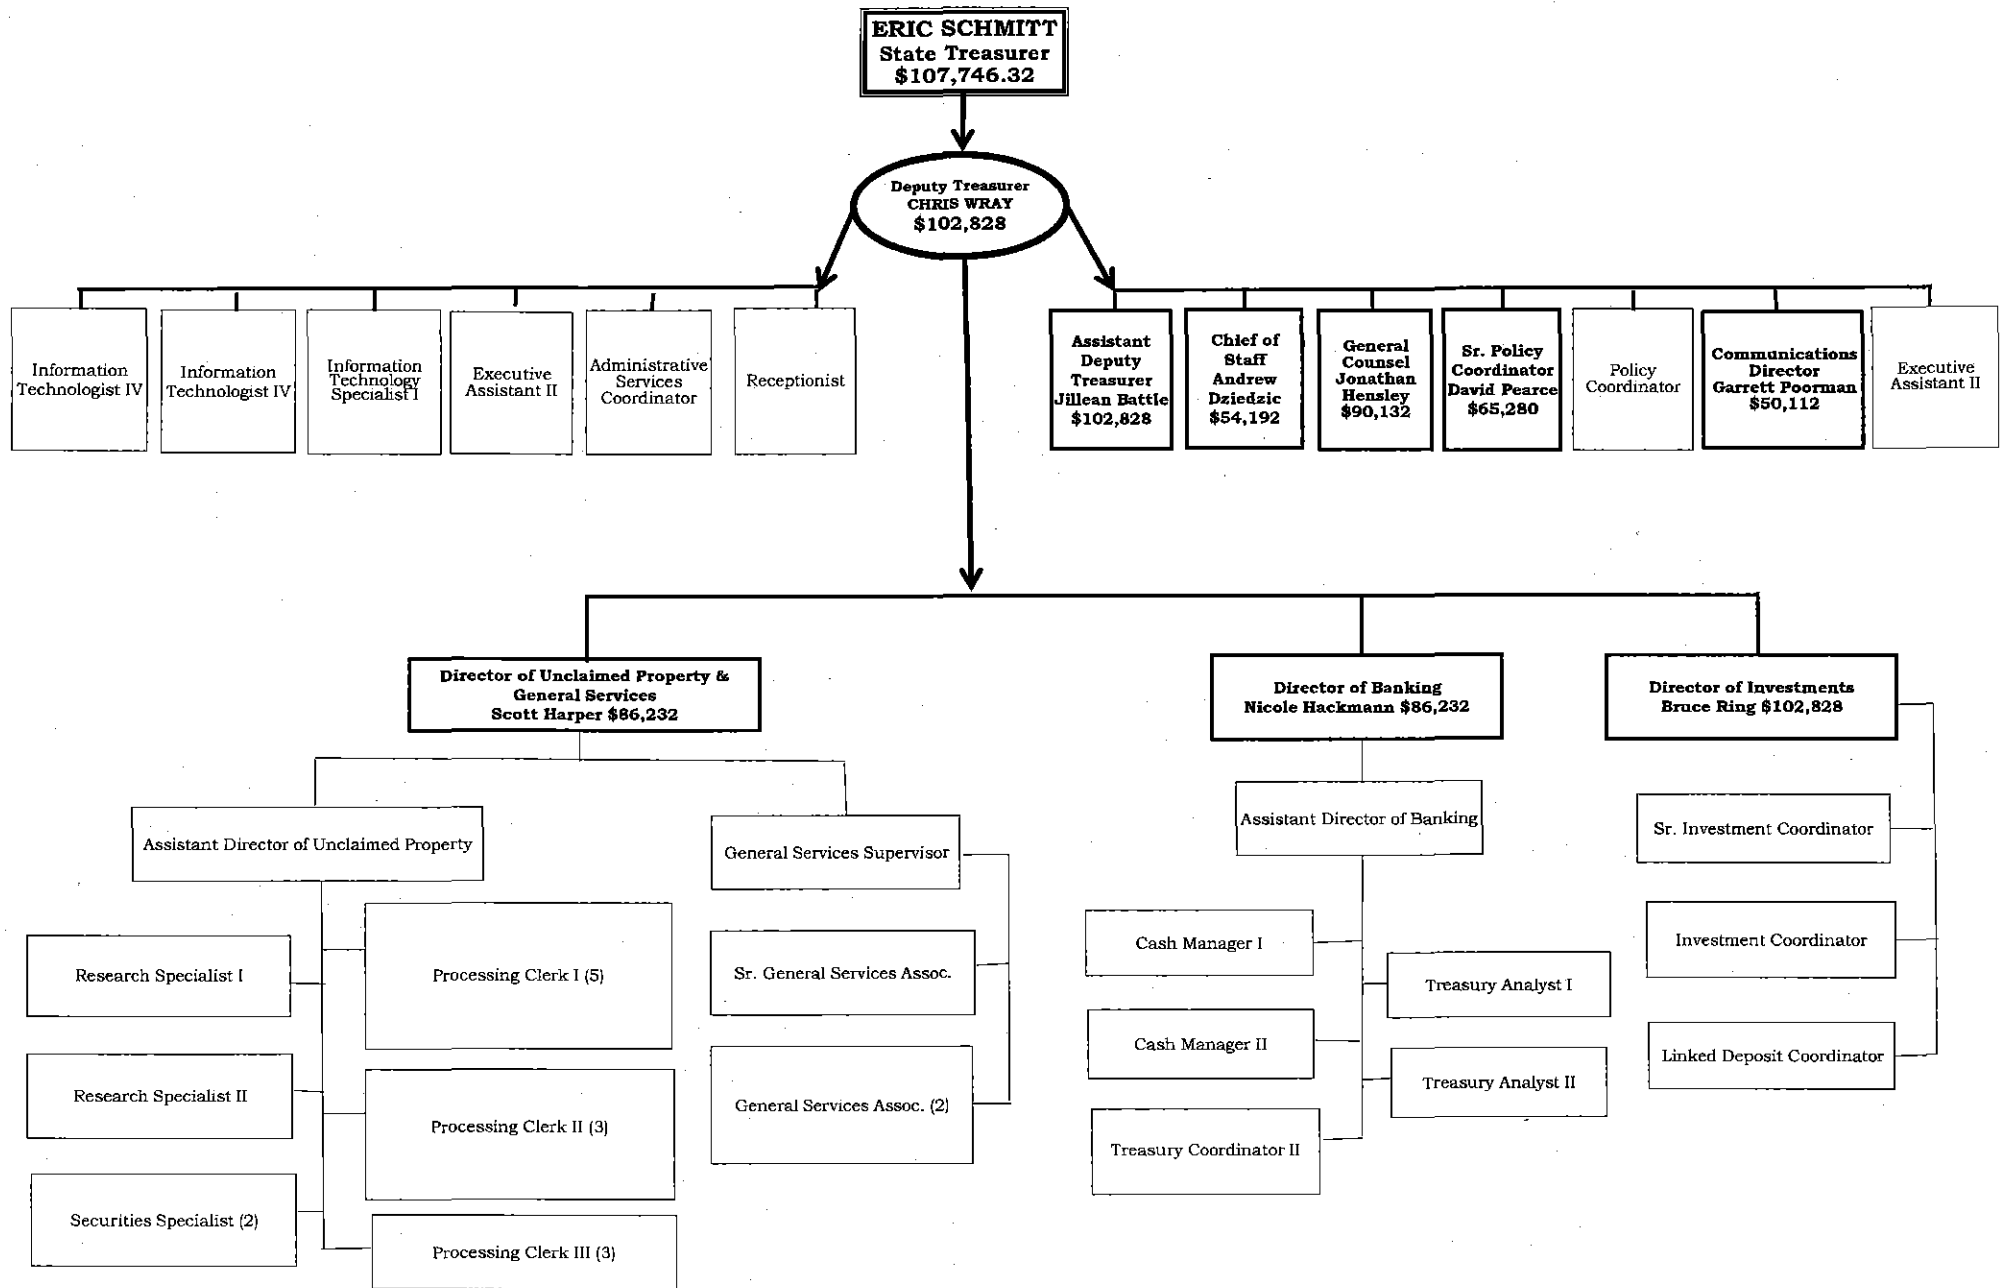 ERIC SCHMITT
State Treasurer
$107,746.32
Deputy Treasurer
CHRIS WRAY
$102,828
Information
Technologist IV
Information
Technologist IV
Information
Technology
Specialist I
Executive
Assistant II
Administrative
Services
Coordinator
Receptionist
Assistant
Deputy
Treasurer
Jillean Battle
$102,828
Chief of
Staff
Andrew
Dziedzic
$54,192
General
Counsel
Jonathan
Hensley
$90,132
Sr. Policy
Coordinator
David Pearce
$65,280
Policy
Coordinator
Communications
Director
Garrett Poorman
$50,112
Executive
Assistant II
Director of Unclaimed Property &
General Services
Scott Harper $86,232
Director of Banking
Nicole Hackmann $86,232
Director of Investments
Bruce Ring $102,828
Assistant Director of Unclaimed Property
General Services Supervisor
Assistant Director of Banking
Sr. Investment Coordinator
Research Specialist I
Processing Clerk I (5)
Sr. General Services Assoc.
Cash Manager I
Treasury Analyst I
Investment Coordinator
Research Specialist II
Processing Clerk II (3)
General Services Assoc. (2)
Cash Manager II
Treasury Analyst II
Linked Deposit Coordinator
Treasury Coordinator II
Securities Specialist (2)
Processing Clerk III (3)